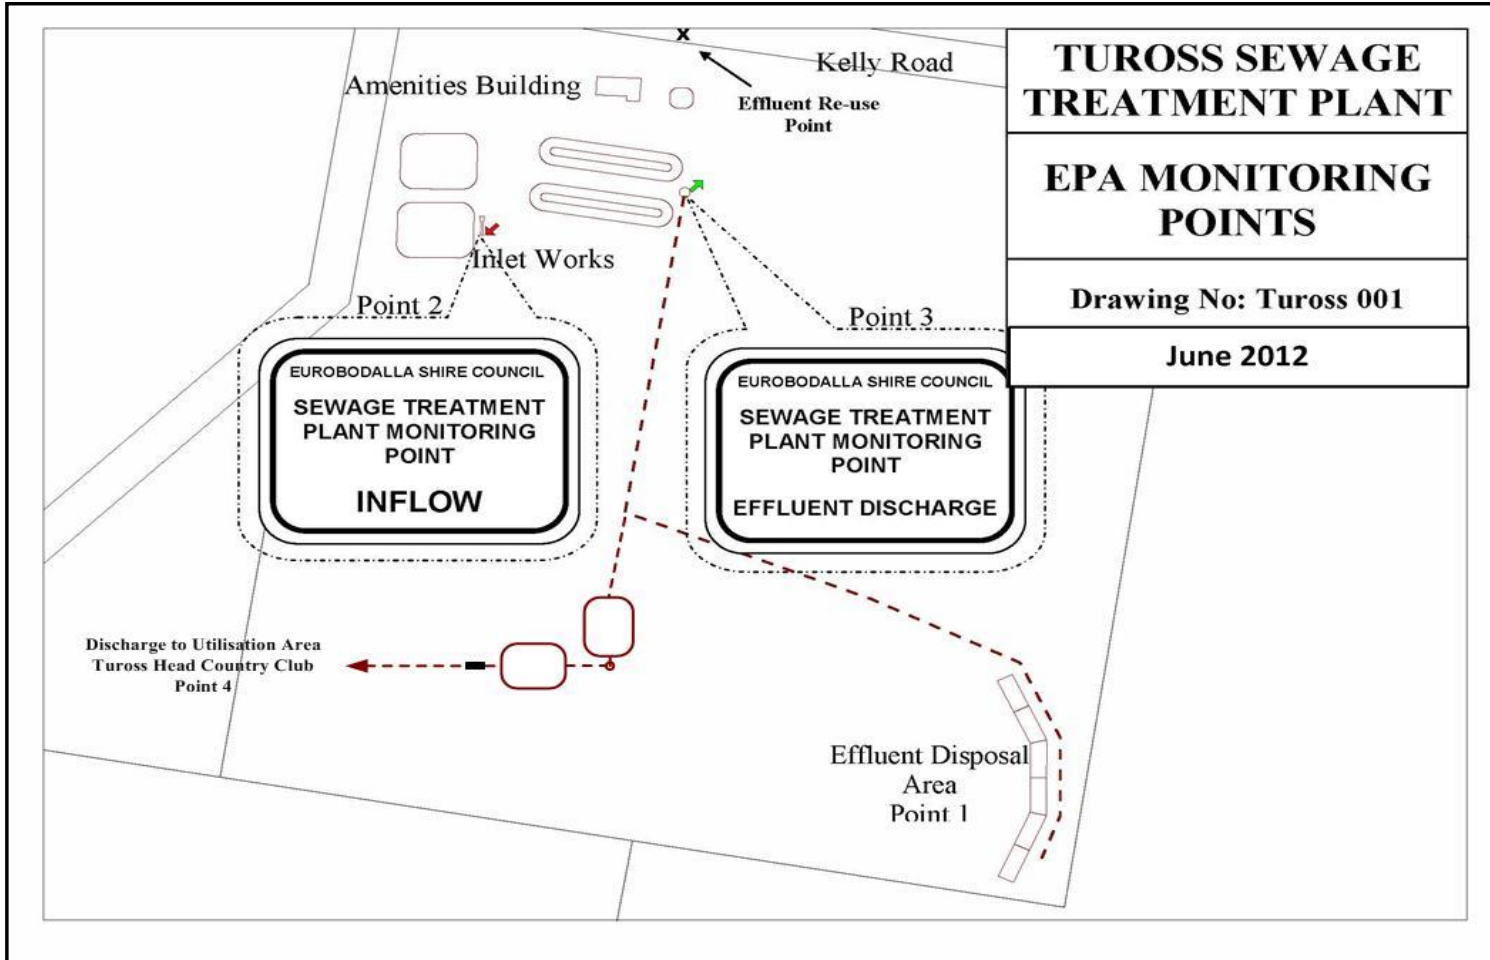 X
Kelly Road
TUROSS SEWAGE
TREATMENT PLANT
Amenities Building
Effluent Re-use
Point
EPA MONITORING
POINTS
Inlet Works
Drawing No: Tuross 001
June 2012
Point 2
Point 3
EUROBODALLA SHIRE COUNCIL
SEWAGE TREATMENT
PLANT MONITORING
POINT
INFLOW
EUROBODALLA SHIRE COUNCIL
SEWAGE TREATMENT
PLANT MONITORING
POINT
EFFLUENT DISCHARGE
Discharge to Utilisation Area
Tuross Head Country Club
Point 4
Effluent Disposal
Area
Point 1